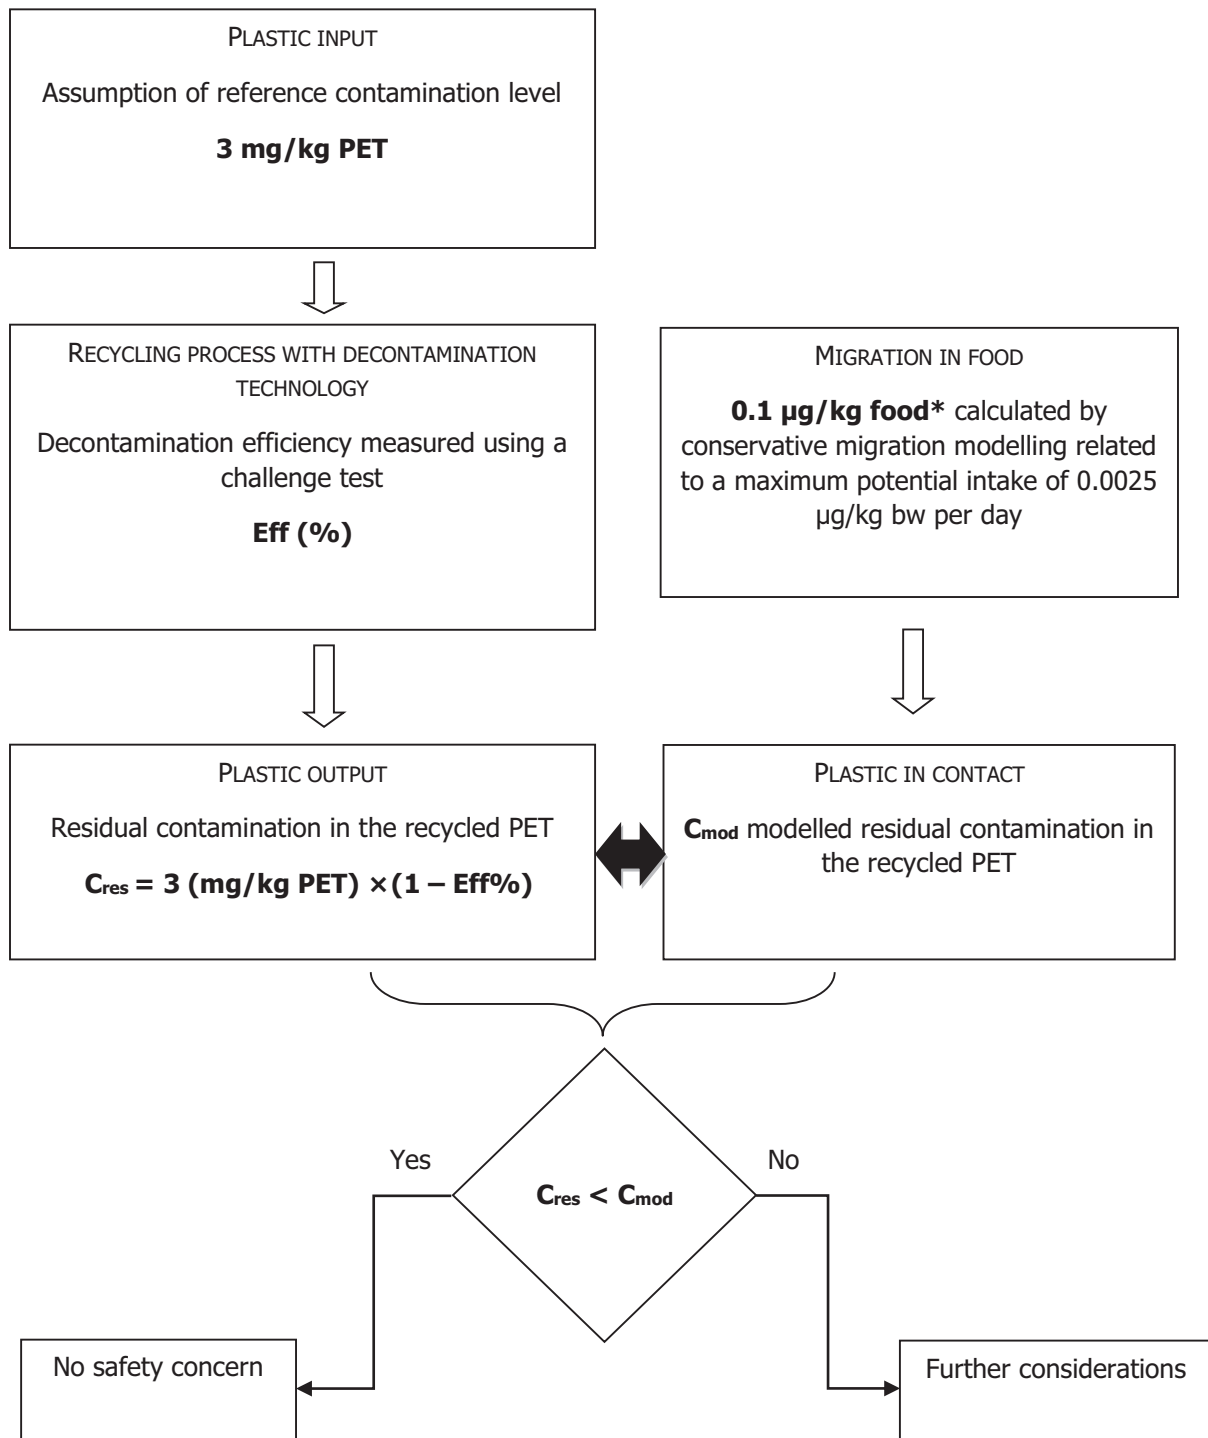 PLASTIC INPUT
Assumption of reference contamination level
3 mg/kg PET
RECYCLING PROCESS WITH DECONTAMINATION
TECHNOLOGY
Decontamination efficiency measured using a
challenge test
Eff (%)
MIGRATION IN FOOD
0.1 µg/kg food* calculated by
conservative migration modelling related
to a maximum potential intake of 0.0025
µg/kg bw per day
PLASTIC OUTPUT
Residual contamination in the recycled PET
Cres = 3 (mg/kg PET) ×(1 – Eff%)
PLASTIC IN CONTACT
Cmod modelled residual contamination in
the recycled PET
Yes
No
Cres < Cmod
No safety concern
Further considerations